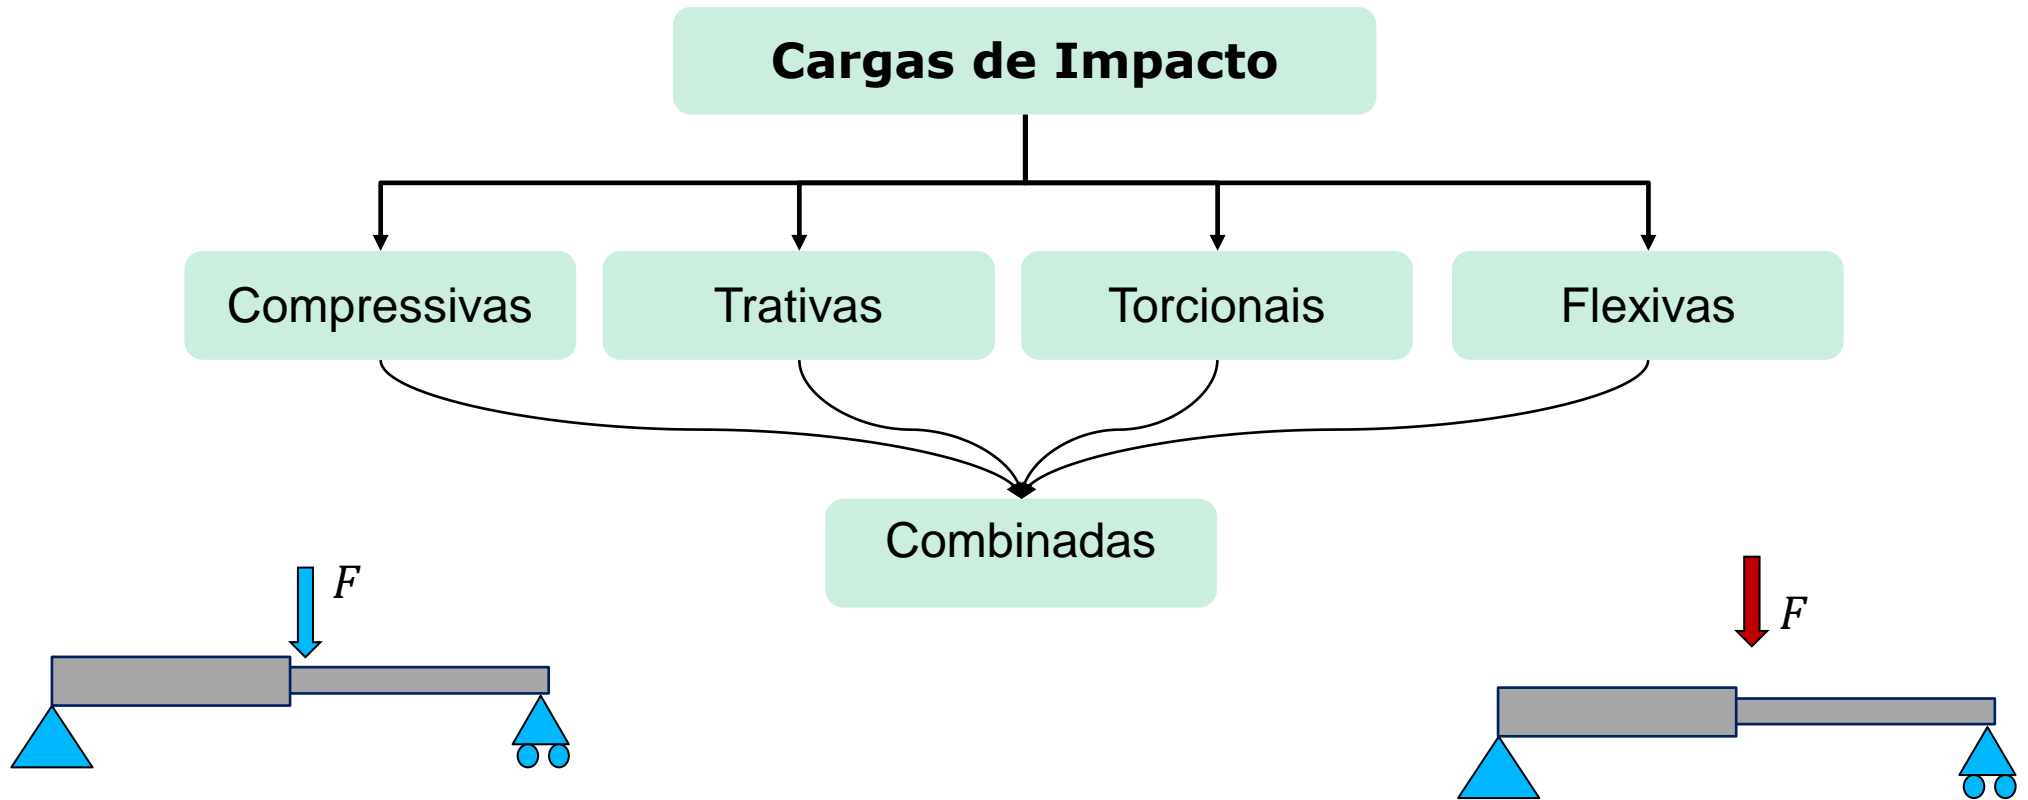 Cargas de Impacto
Compressivas
Trativas
Torcionais
Flexivas
Combinadas
F
F